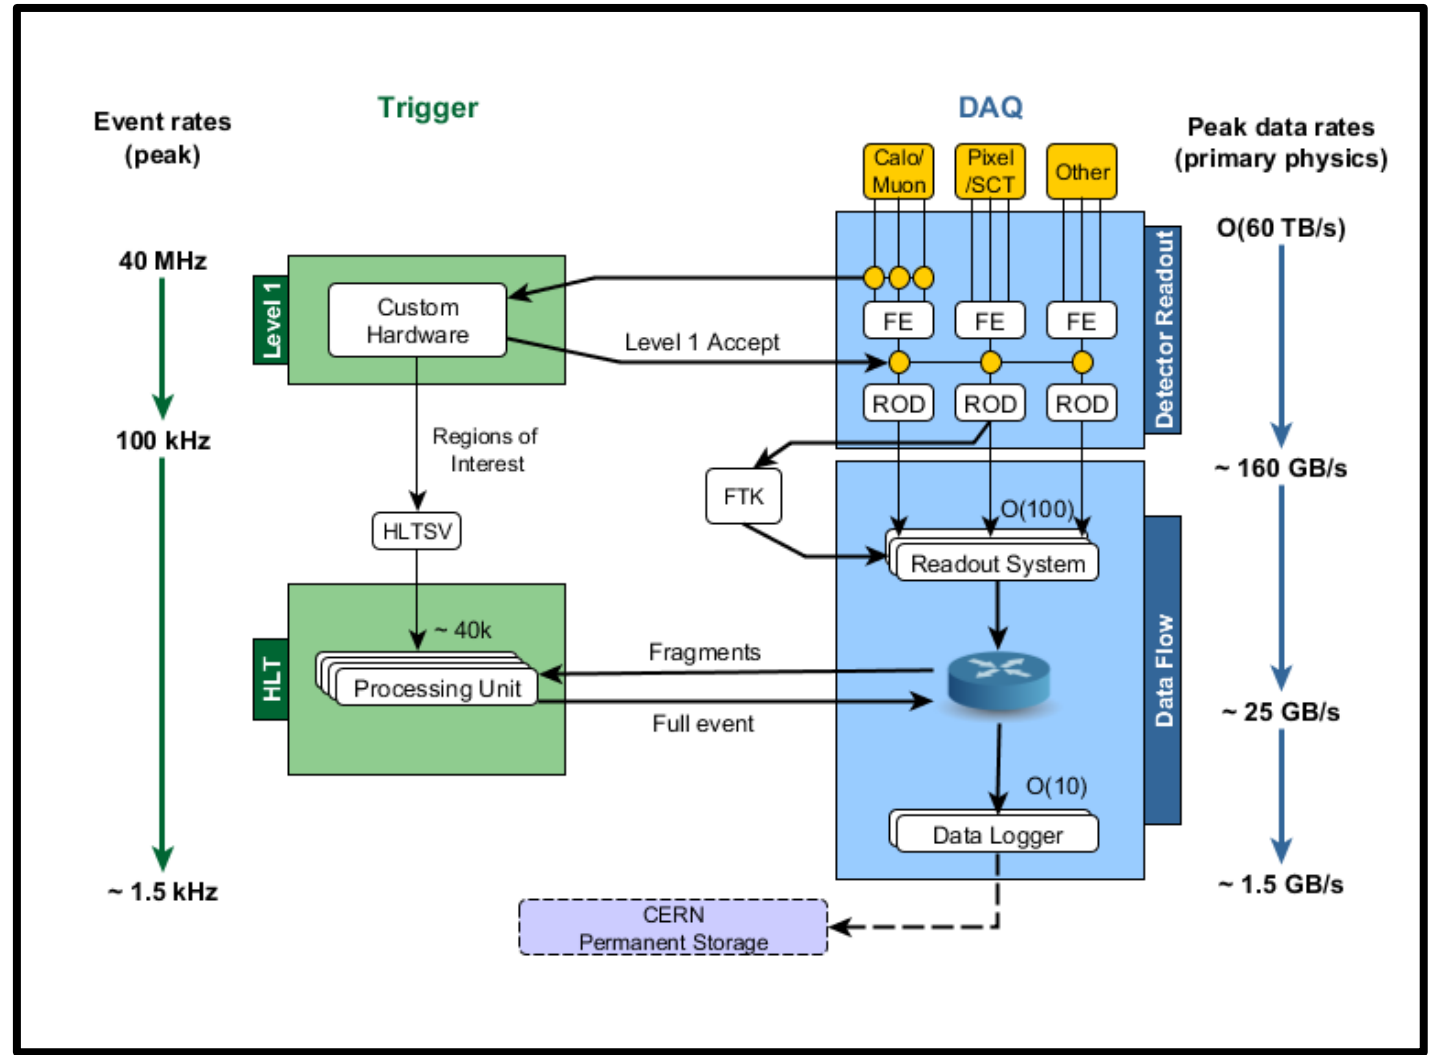 Trigger
DAQ
Event rates
(peak)
Peak data rates
(primary physics)
Calo/
Muon
Pixel
/SCT
Other
O(60 TB/s)
40 MHz
Level 1
Custom
Hardware
Level 1 Accept
FE
FE
FE
Detector Readout
ROD
ROD
ROD
100 kHz
Regions of
Interest
~ 160 GB/s
FTK
O(100)
HLTSV
Readout System
~ 40k
HLT
Processing Unit
Fragments
Full event
Data Flow
~ 25 GB/s
O(10)
Data Logger
~ 1.5 kHz
~ 1.5 GB/s
CERN
Permanent Storage